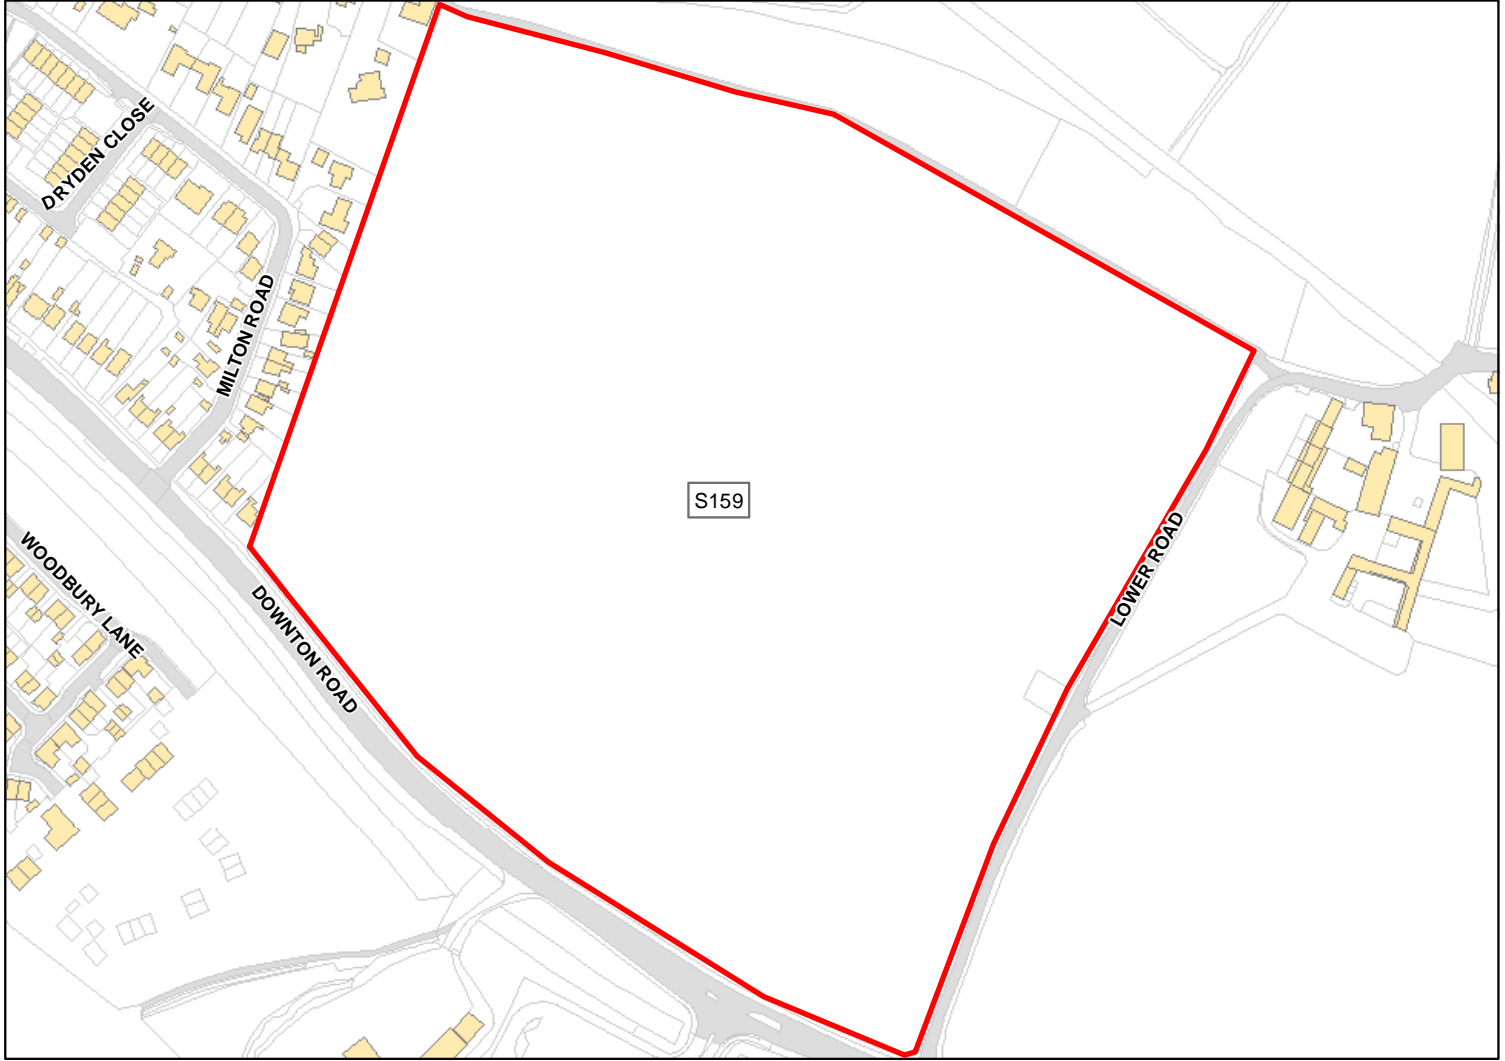 DRYDEN CLOSE
MILTON ROAD
S159
LOWER ROAD
WOODBURY LANE
DOWNTON ROAD